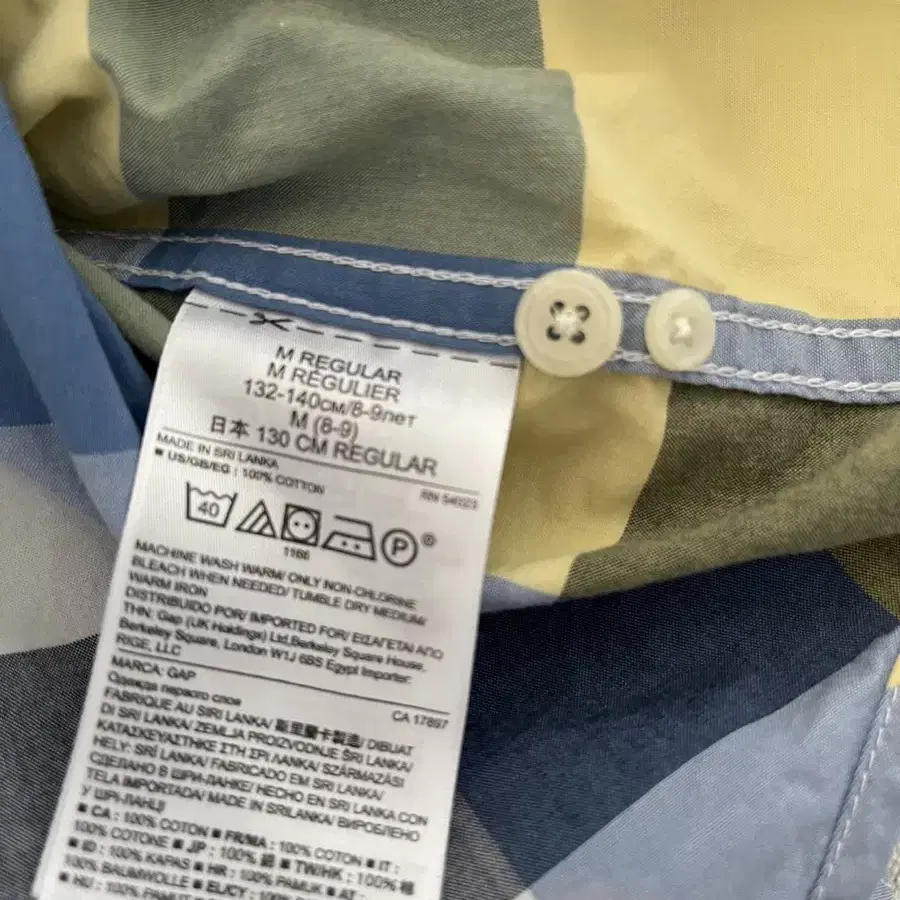 M REGULAR
M RÉGULIER
132-140см/8-9лет
M (8-9)
日本 130 CM REGULAR
MADE IN SRI LANKA
■ US/GB/EG : 100% COTTON
RN 54023
40
1166
P
®
MACHINE WASH WARM/ ONLY NON-CHLORINE
BLEACH WHEN NEEDED/ TUMBLE DRY MEDIUM/
WARM IRON
DISTRIBUIDO POR/ IMPORTED FOR/ ΕΙΣΑΓΕΤΑΙ ΑΠΟ
THN: Gap (UK Holdings) Ltd.Berkeley Square House,
Berkeley Square, London W1J 6BS Egypt Importer:
RIGE, LLC
MARCA: GAP
Одежда первого слоя
CA 17897
FABRIQUE AU SRI LANKA/ 斯里蘭卡製造/ DIBUAT
DI SRI LANKA/ ZEMLJA PROIZVODNJE ŠRI LANKA/
ΚΑΤΑΣΚΕΥΑΣΤΗΚΕ ΣΤΗ ΣΡΙ ΛΑΝΚΑ/ SZÁRMAZÁSI
HELY: SRÍ LANKA/ FABRICADO EM SRI LANKA/
СДЕЛАНО В ШРИ-ЛАНКЕ/ HECHO EN SRI LANKA CON
TELA IMPORTADA/ MADE IN SRILANKA/ ВИРОБЛЕНО
У ШРІ-ЛАНЦІ
■ CA : 100% COTTON ■ FR/MA : 100% COTON ■ IT :
100% COTONE ■ JP : 100% 綿 ■ TW/HK : 100% 棉
■ ID : 100% KAPAS ■ HR : 100% PAMUK ■ AT :
100% BAUMWOLLE ■ EL/CY : 100%
■ HU : 100% PAMUT